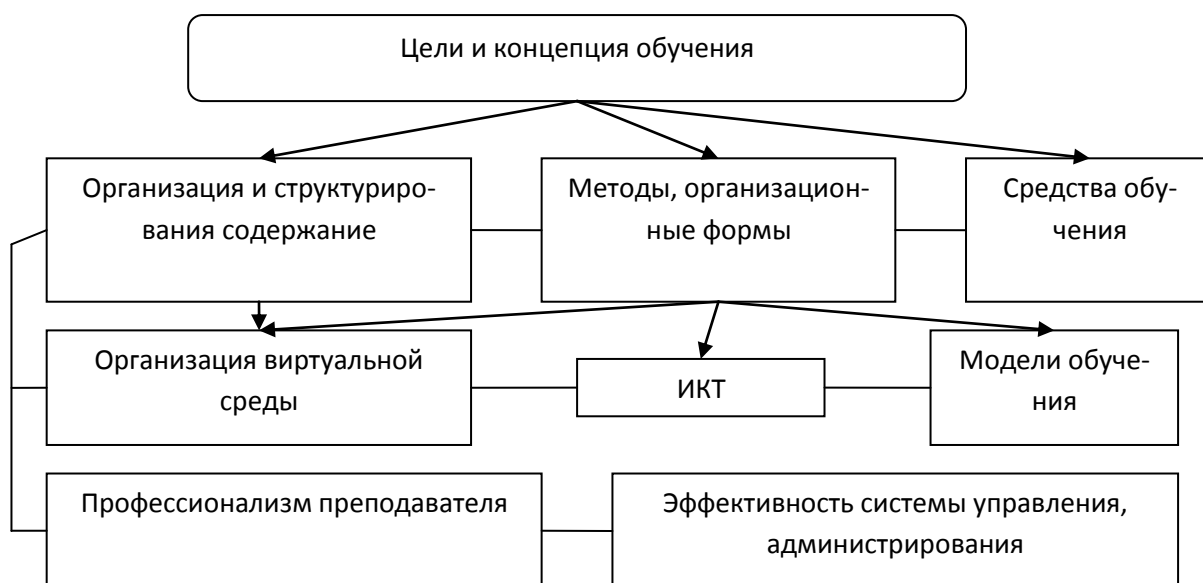 Цели и концепция обучения
Организация и структуриро-
вания содержание
Методы, организацион-
ные формы
Средства обу-
чения
Организация виртуальной
среды
ИКТ
Модели обуче-
ния
Профессионализм преподавателя
Эффективность системы управления,
администрирования